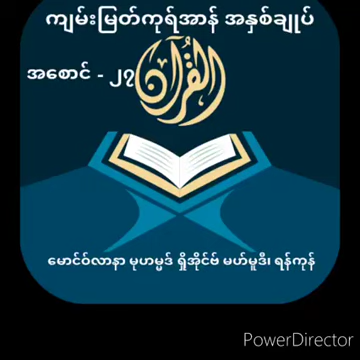 ကျမ်းမြတ်ကုရ်အာန် အနှစ်ချုပ်
အစောင် - ၂၇
القرآن
မောင်ဝ်လာနာ မုဟမ္မဒ် ရှိအိုင်ဗ် မဟ်မူဒီ၊ ရန်ကုန်
PowerDirector